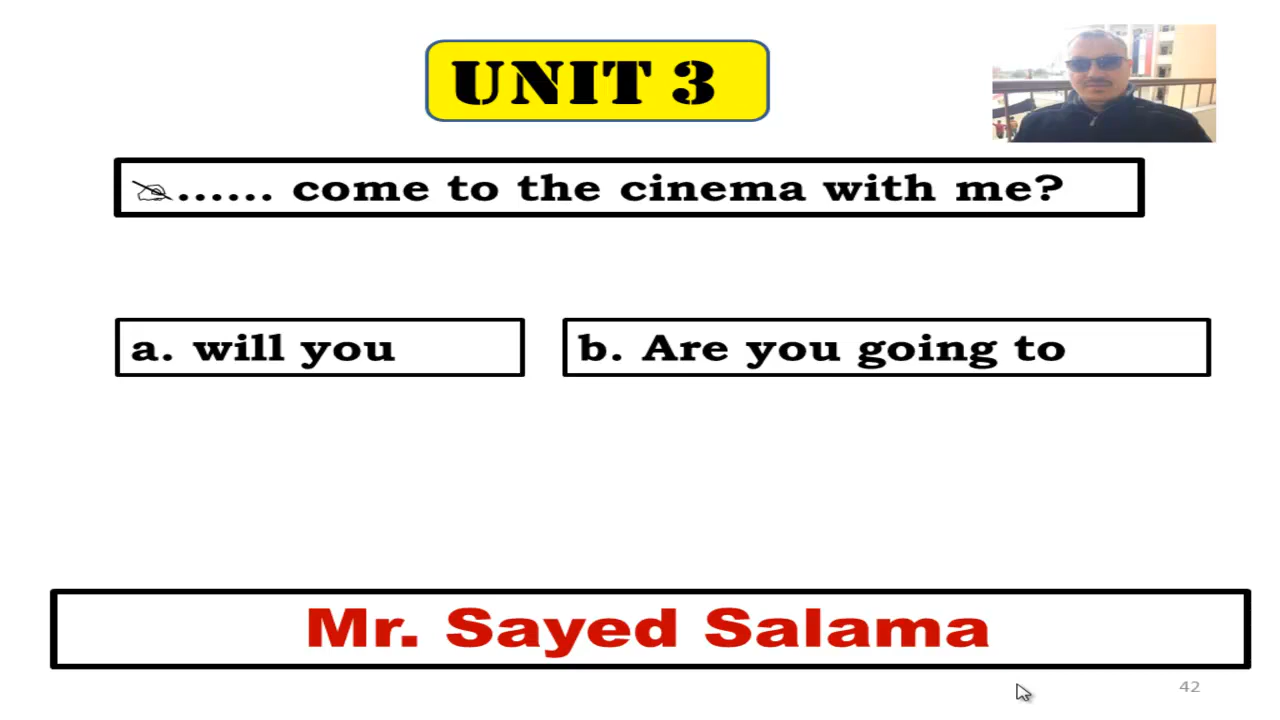 UNIT 3
...... come to the cinema with me?
a. will you
b. Are you going to
Mr. Sayed Salama
42